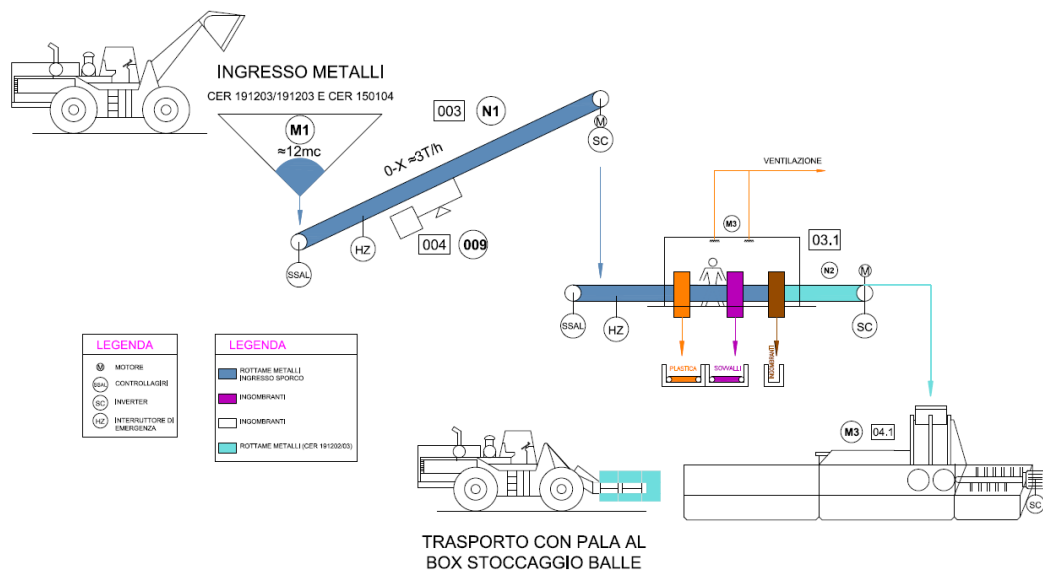 INGRESSO METALLI
CER 191203/191203 E CER 150104
M1
≈12mc
003
N1
0-X ≈3T/h
M
SC
004
009
HZ
SSAL
VENTILAZIONE
M3
03.1
N2
M
SSAL
HZ
SC
PLASTICA
SOVVALLI
INGOMBRANTI
LEGENDA
M MOTORE
SSAL CONTROLLAGIRI
SC INVERTER
HZ INTERRUTTORE DI
EMERGENZA
LEGENDA
ROTTAME METALLI
INGRESSO SPORCO
INGOMBRANTI
INGOMBRANTI
ROTTAME METALLI (CER 191202/03)
M3
04.1
SC
TRASPORTO CON PALA AL
BOX STOCCAGGIO BALLE